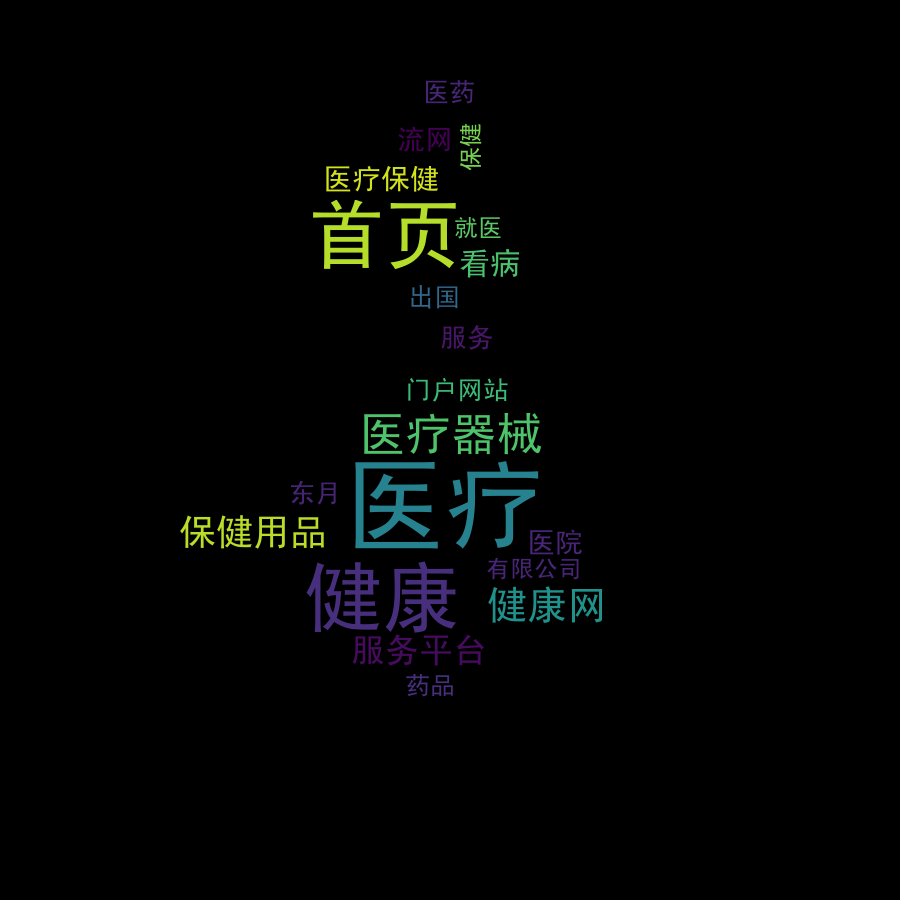 医药
流网
保健
医疗保健
首页
就医
看病
出国
服务
门户网站
医疗器械
医疗
东月
保健用品
医院
有限公司
健康
健康网
服务平台
药品